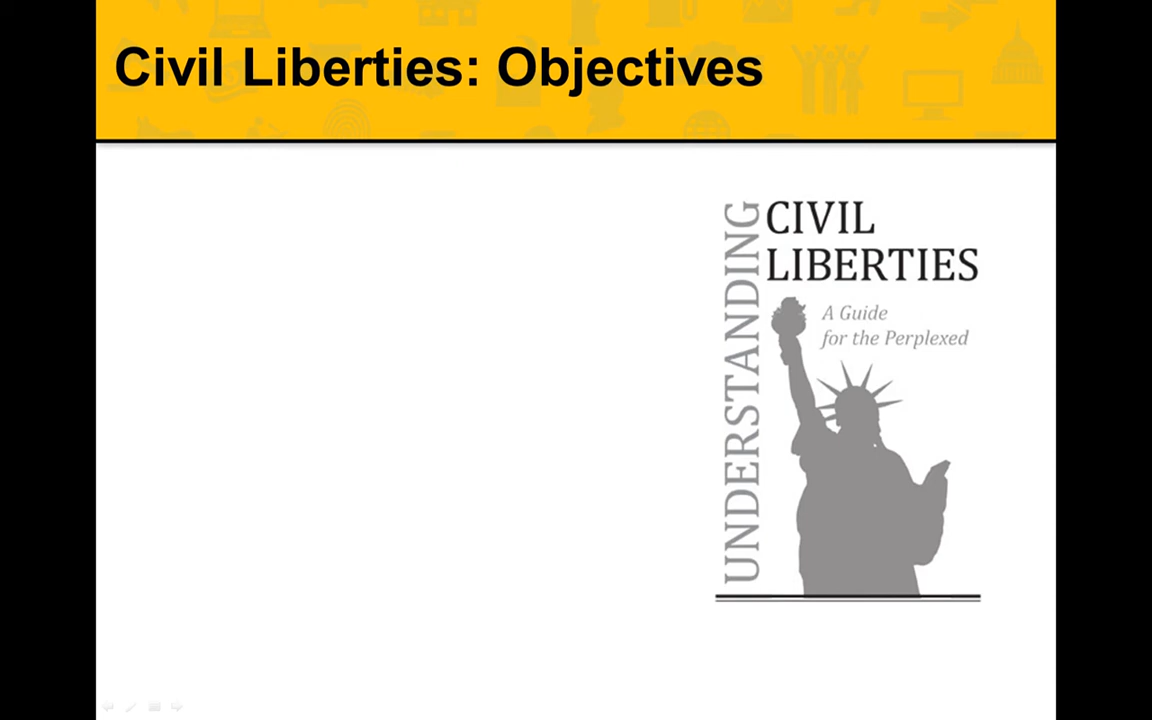 Civil Liberties: Objectives
UNDERSTANDING
CIVIL
LIBERTIES
A Guide
for the Perplexed